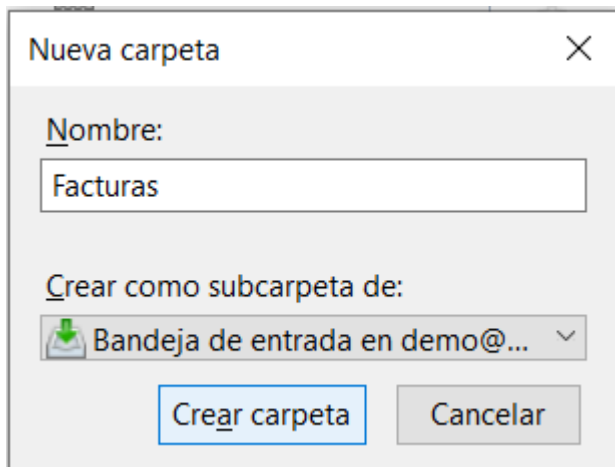 Nueva carpeta
Nombre:
Facturas
Crear como subcarpeta de:
Bandeja de entrada en demo@...
Crear carpeta
Cancelar